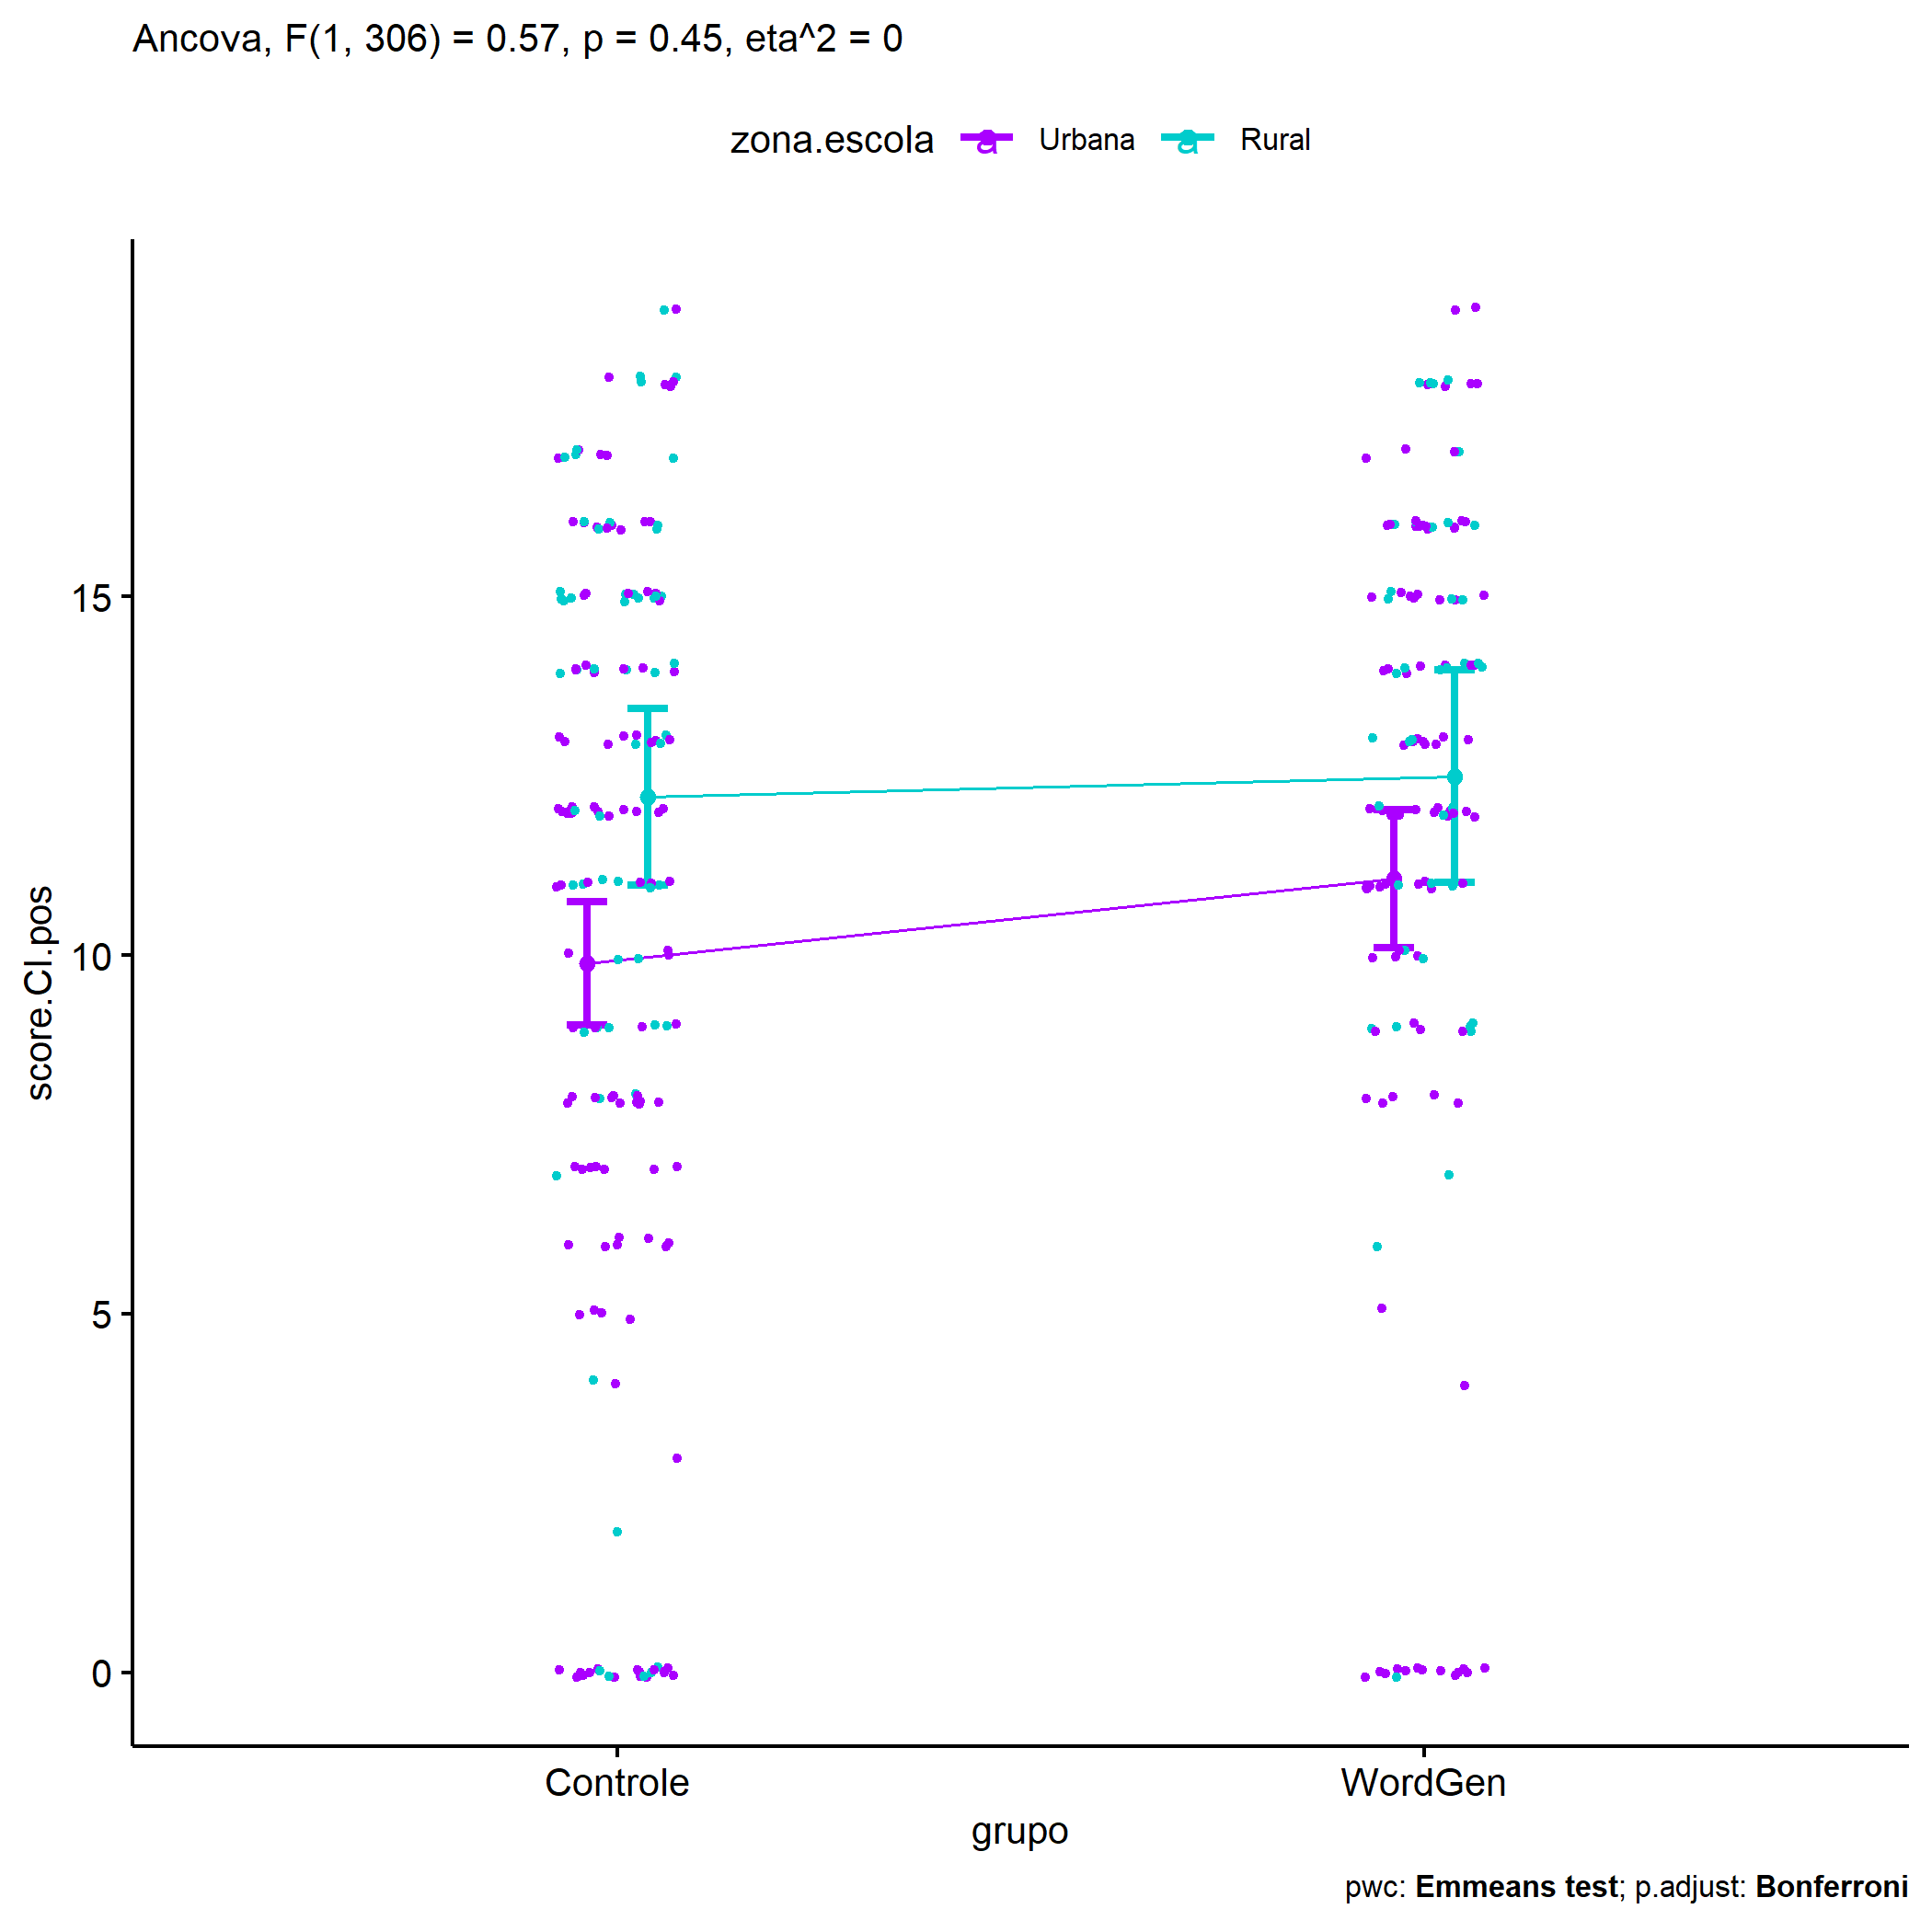 Ancova, F(1, 306) = 0.57, p = 0.45, eta^2 = 0
zona.escola a Urbana a Rural
15
10
5
0
score.CI.pos
Controle WordGen
grupo
pwc: Emmeans test; p.adjust: Bonferroni